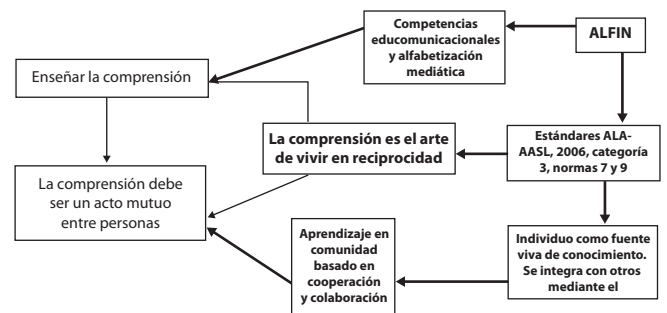 Competencias
educomunicacionales
y alfabetización
mediática
ALFIN
Enseñar la comprensión
La comprensión es el arte
de vivir en reciprocidad
Estándares ALA-
AASL, 2006, categoría
3, normas 7 y 9
La comprensión debe
ser un acto mutuo
entre personas
Aprendizaje en
comunidad
basado en
cooperación
y colaboración
Individuo como fuente
viva de conocimiento.
Se integra con otros
mediante el